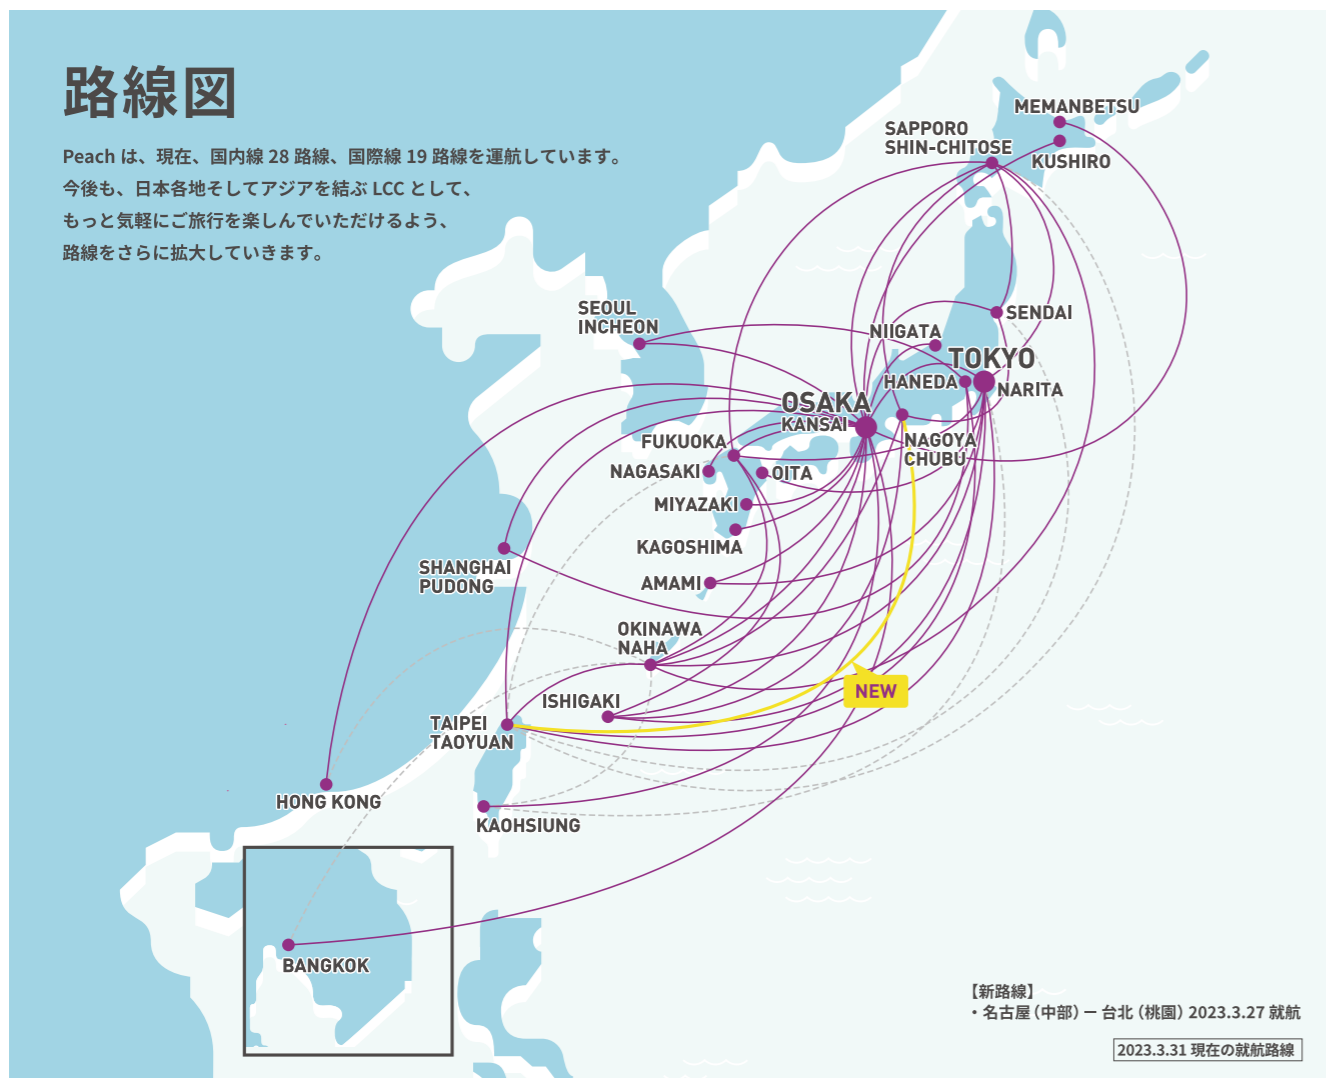 路線図
Peach は、現在、国内線 28 路線、国際線 19 路線を運航しています。
今後も、日本各地そしてアジアを結ぶ LCC として、
もっと気軽にご旅行を楽しんでいただけるよう、
路線をさらに拡大していきます。
MEMANBETSU
SAPPORO
SHIN-CHITOSE
KUSHIRO
SEOUL
INCHEON
SENDAI
NIIGATA
TOKYO
HANEDA
NARITA
OSAKA
KANSAI
FUKUOKA
NAGOYA
CHUBU
NAGASAKI
OITA
MIYAZAKI
KAGOSHIMA
SHANGHAI
PUDONG
AMAMI
OKINAWA
NAHA
NEW
ISHIGAKI
TAIPEI
TAOYUAN
HONG KONG
KAOHSIUNG
BANGKOK
【新路線】
・名古屋（中部）ー 台北（桃園）2023.3.27 就航
2023.3.31 現在の就航路線